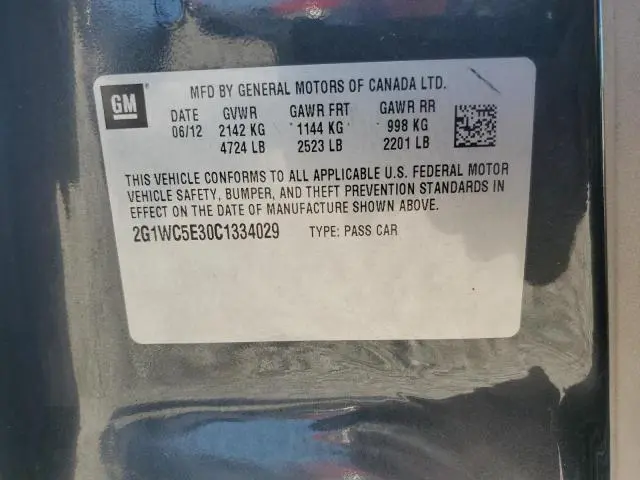 MFD BY GENERAL MOTORS OF CANADA LTD.
GM
DATE GVWR GAWR FRT GAWR RR
06/12 2142 KG 1144 KG 998 KG
4724 LB 2523 LB 2201 LB
THIS VEHICLE CONFORMS TO ALL APPLICABLE U.S. FEDERAL MOTOR
VEHICLE SAFETY, BUMPER, AND THEFT PREVENTION STANDARDS IN
EFFECT ON THE DATE OF MANUFACTURE SHOWN ABOVE.
2G1WC5E30C1334029 TYPE: PASS CAR